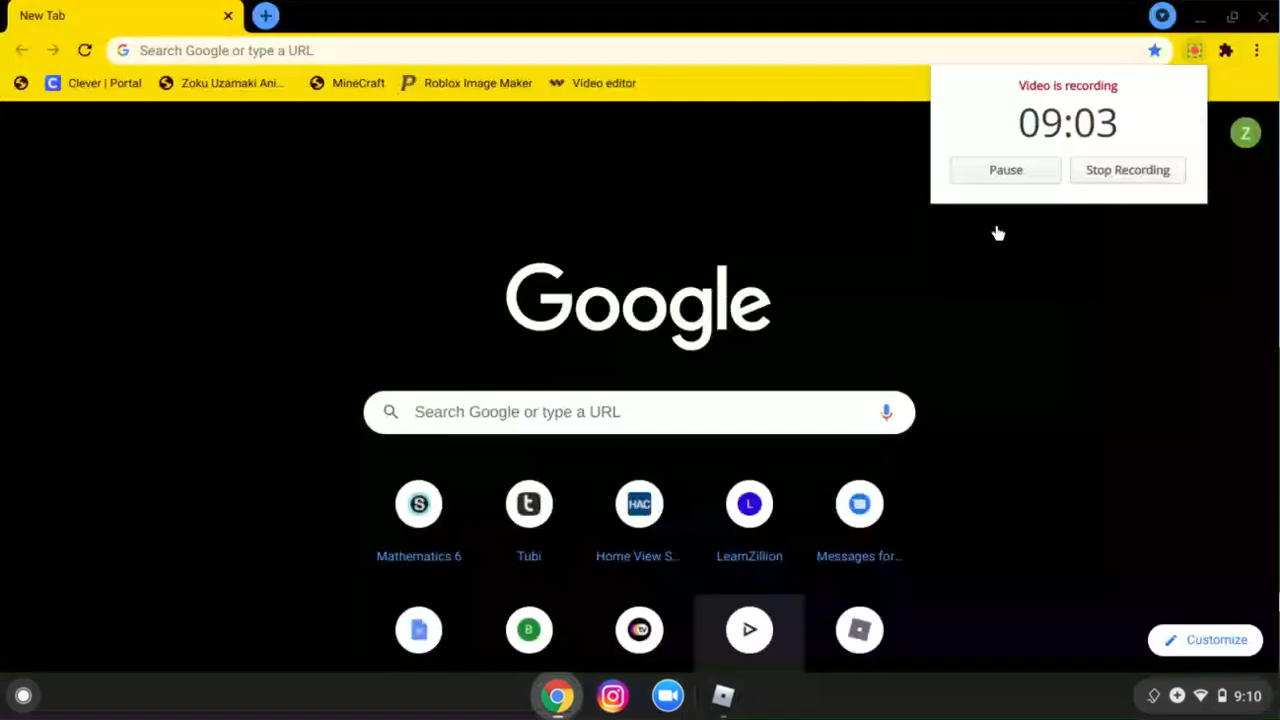 New Tab
Search Google or type a URL
Clever | Portal
Zoku Uzamaki Ani...
MineCraft
Roblox Image Maker
Video editor
Video is recording
09:03
Pause
Stop Recording
Z
Google
Search Google or type a URL
S
t
HAC
L
Mathematics 6
Tubi
Home View S...
LearnZillion
Messages for...
B
Customize
9:10